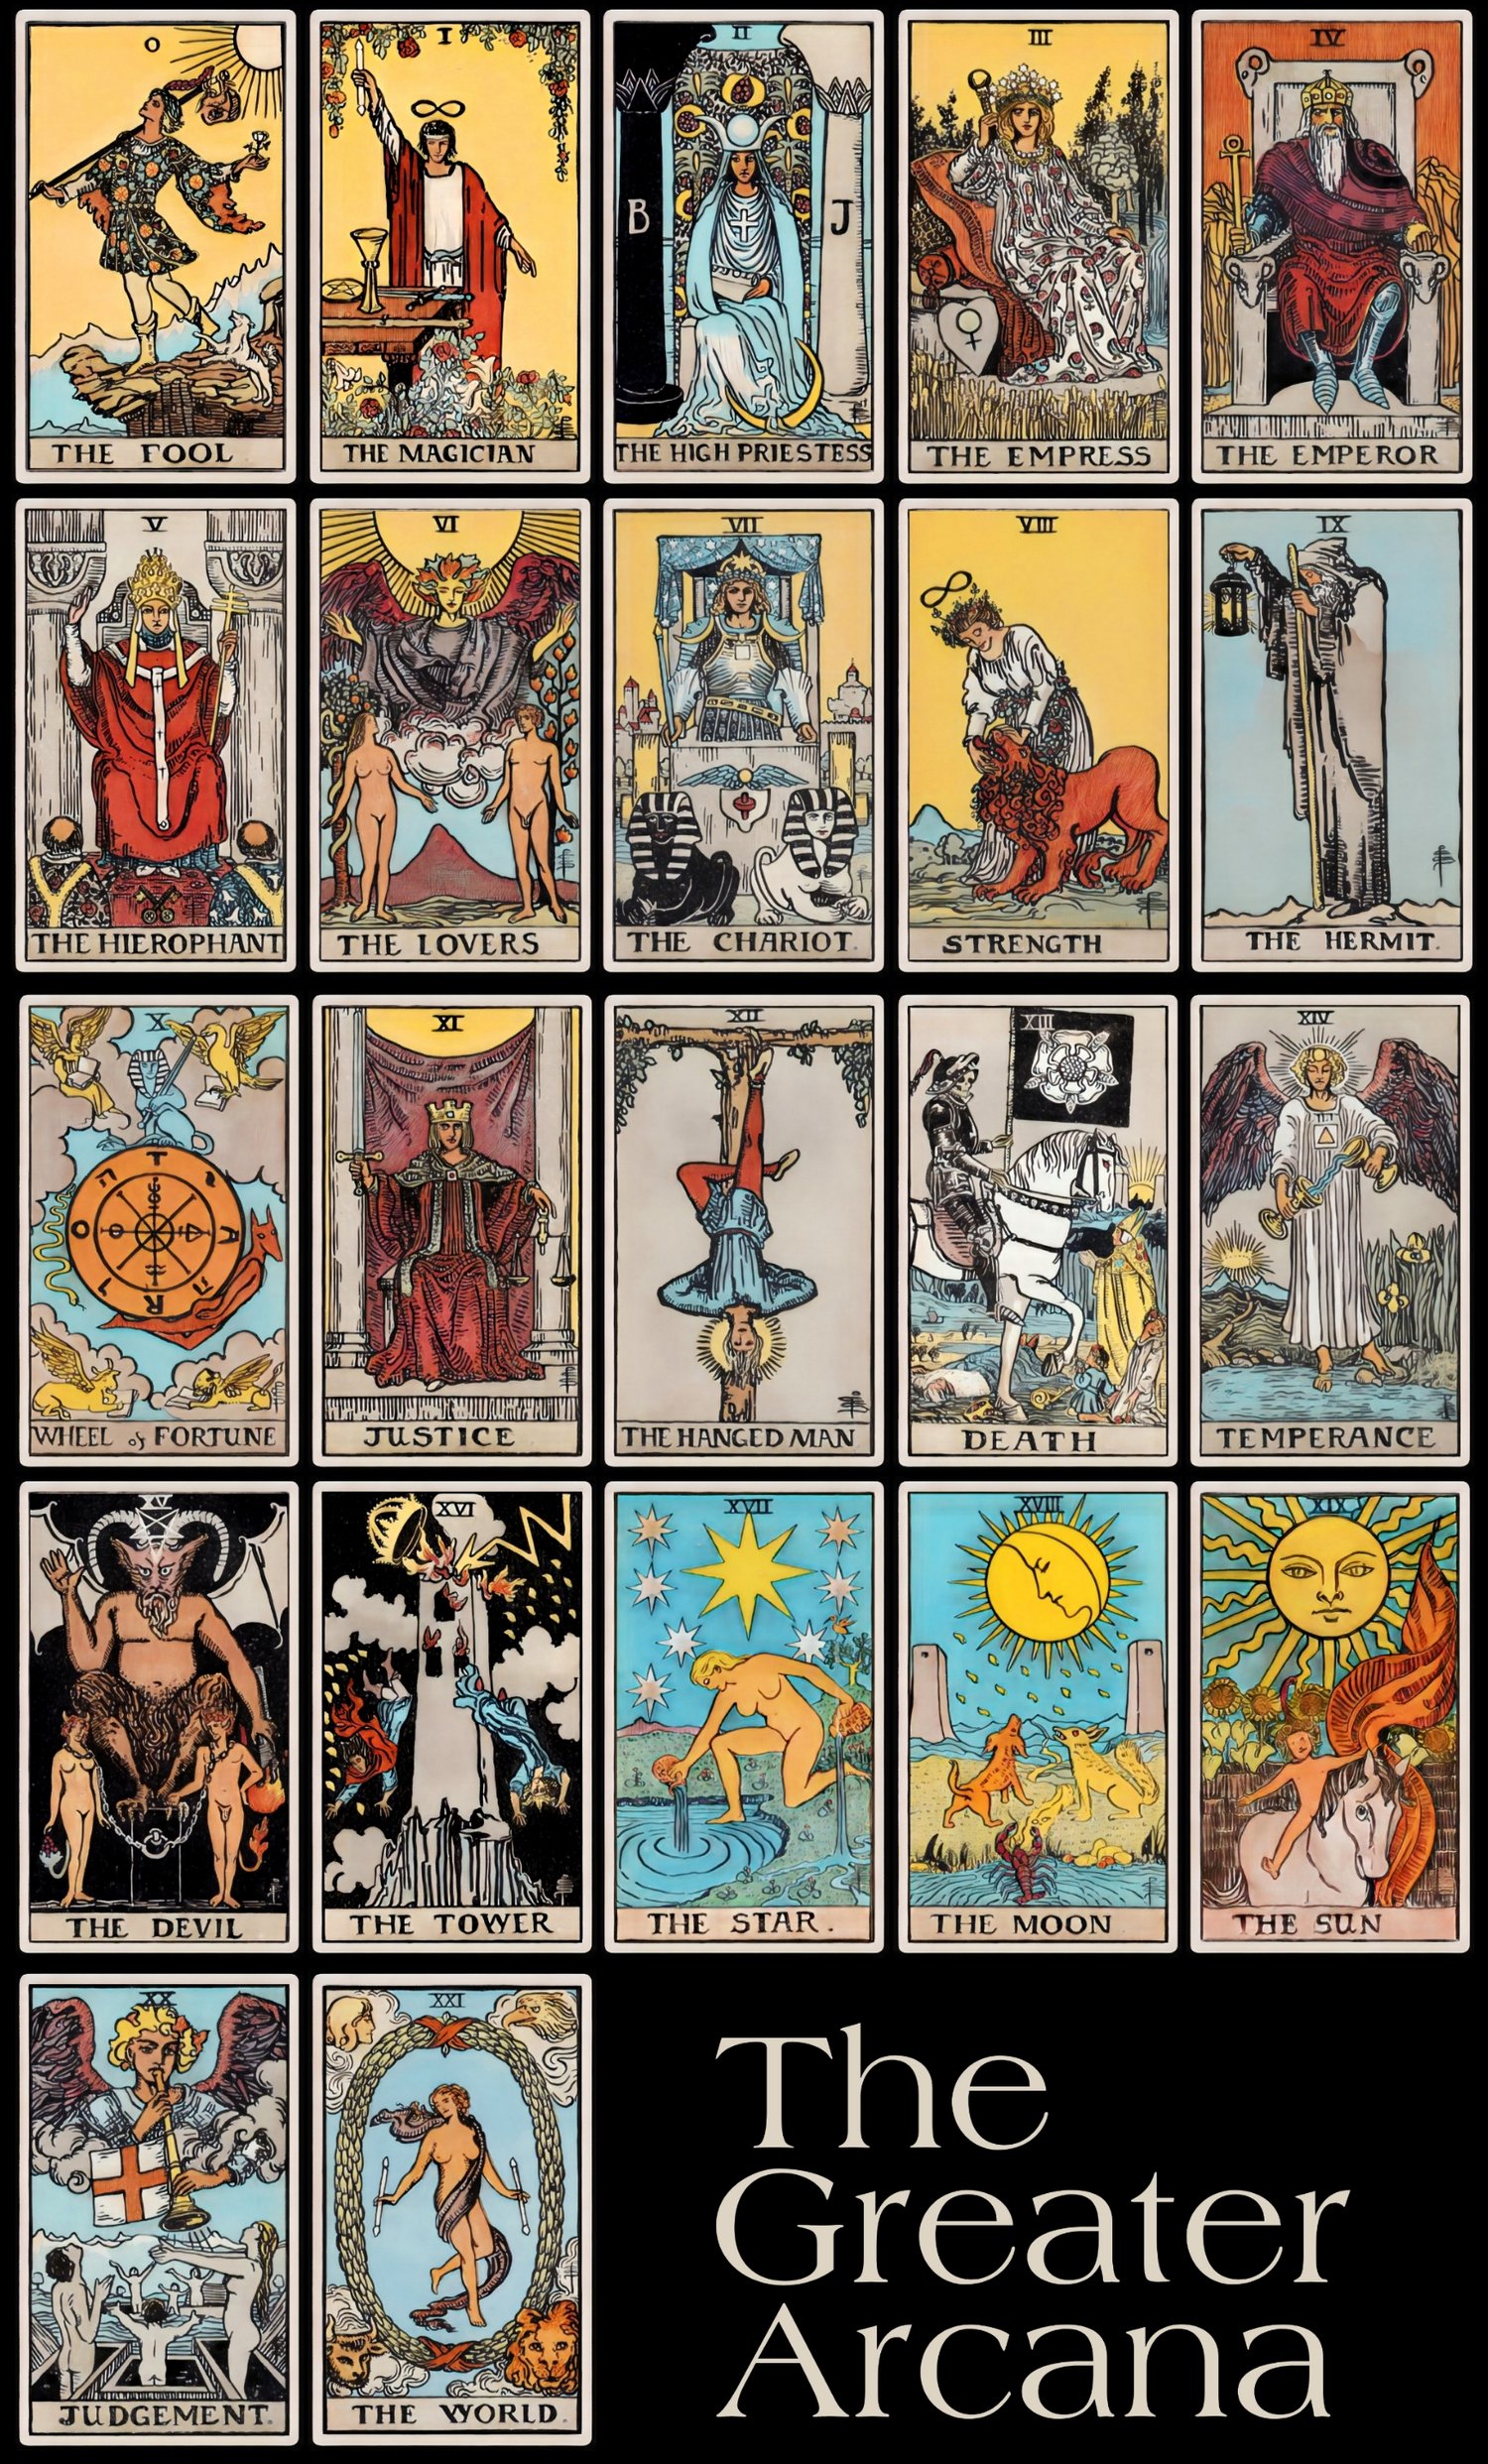 0
THE FOOL
I
THE MAGICIAN
II
B J
THE HIGH PRIESTESS
III
THE EMPRESS
IV
THE EMPEROR
V
THE HIEROPHANT
VI
THE LOVERS
VII
THE CHARIOT.
VIII
STRENGTH
IX
THE HERMIT.
X
T
A
R
O
WHEEL of FORTUNE
XI
JUSTICE
XII
THE HANGED MAN
XIII
DEATH
XIV
TEMPERANCE
XV
THE DEVIL
XVI
THE TOWER
XVII
THE STAR.
XVIII
THE MOON
XIX
THE SUN
XX
JUDGEMENT.
XXI
THE WORLD.
The
Greater
Arcana